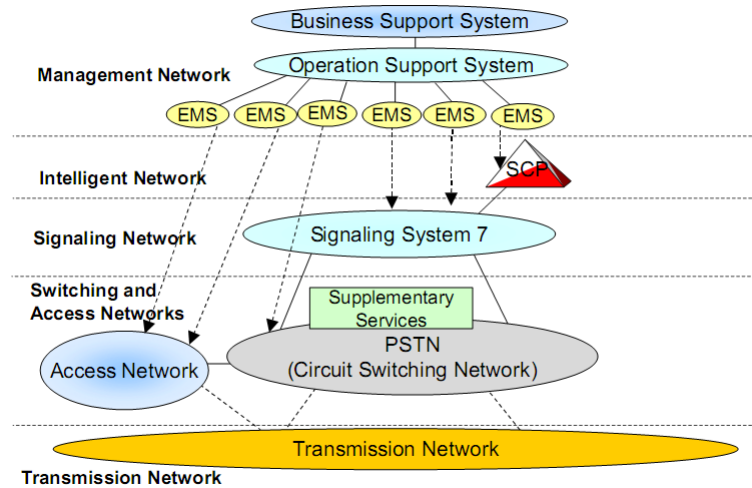 Business Support System
Operation Support System
Management Network
EMS
EMS
EMS
EMS
EMS
EMS
Intelligent Network
SCP
Signaling Network
Signaling System 7
Switching and
Access Networks
Supplementary
Services
Access Network
PSTN
(Circuit Switching Network)
Transmission Network
Transmission Network